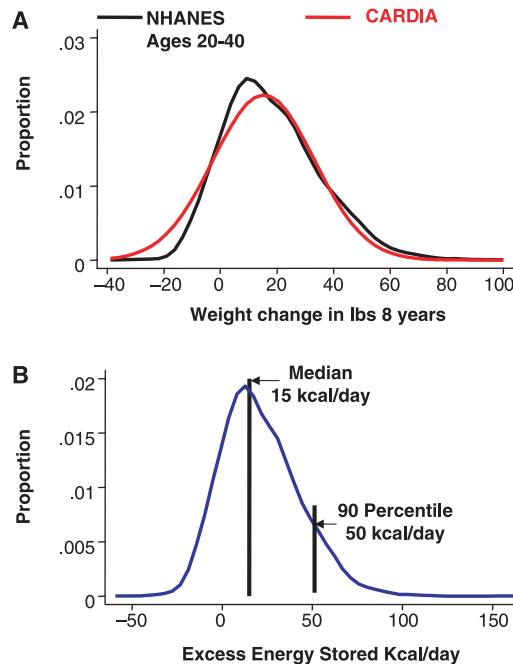 A
NHANES
Ages 20-40
CARDIA
Proportion
.03
.02
.01
0
−40 −20 0 20 40 60 80 100
Weight change in lbs 8 years
B
Median
15 kcal/day
90 Percentile
50 kcal/day
Proportion
.02
.015
.01
.005
0
−50 0 50 100 150
Excess Energy Stored Kcal/day